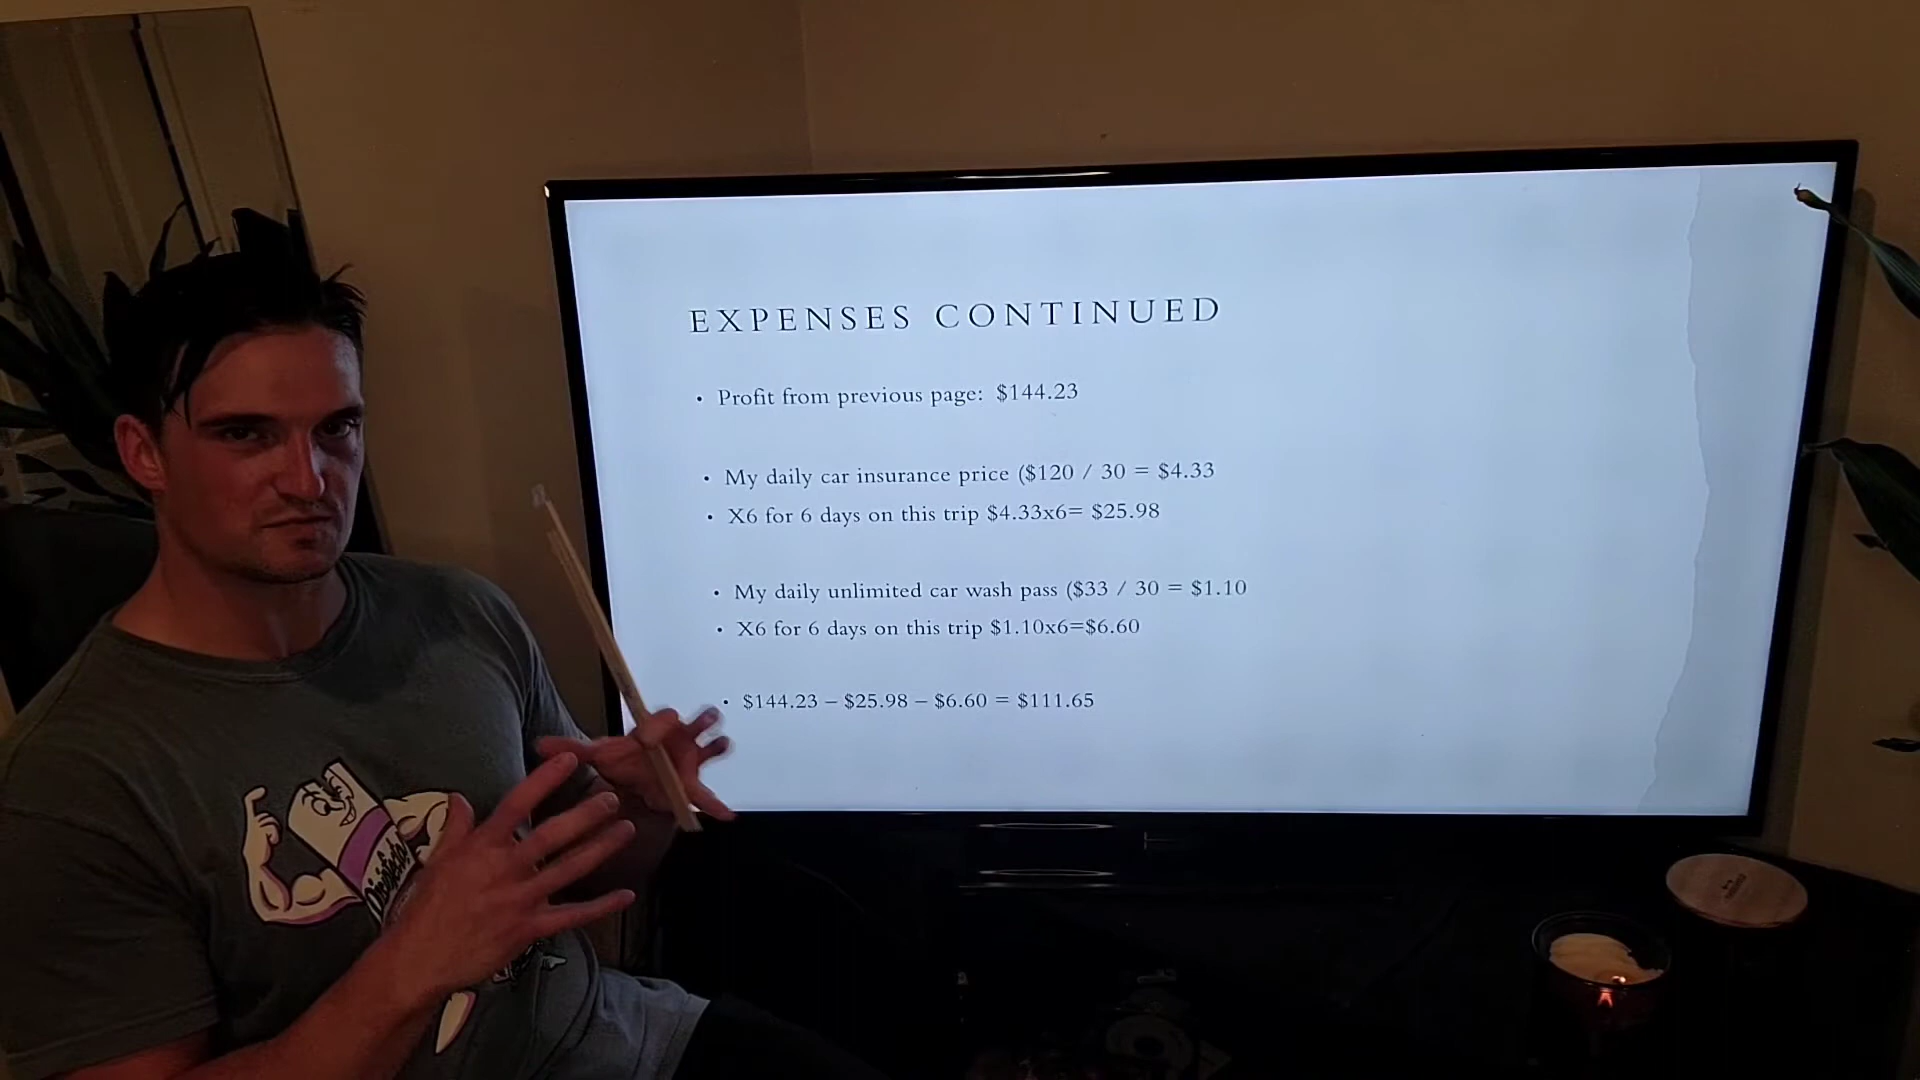 EXPENSES CONTINUED
• Profit from previous page: $144.23
• My daily car insurance price ($120 / 30 = $4.33
• X6 for 6 days on this trip $4.33x6= $25.98
• My daily unlimited car wash pass ($33 / 30 = $1.10
• X6 for 6 days on this trip $1.10x6=$6.60
• $144.23 – $25.98 – $6.60 = $111.65